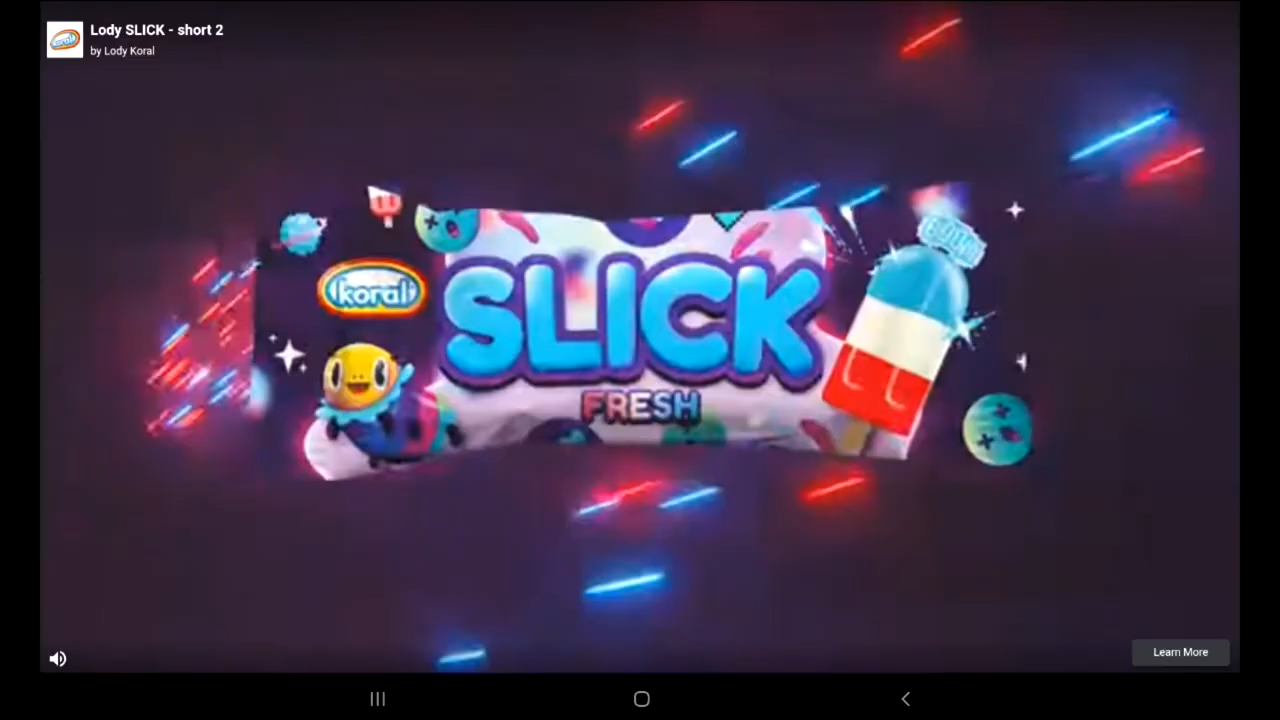 Lody SLICK - short 2
by Lody Koral
koral
SLICK
FRESH
Learn More